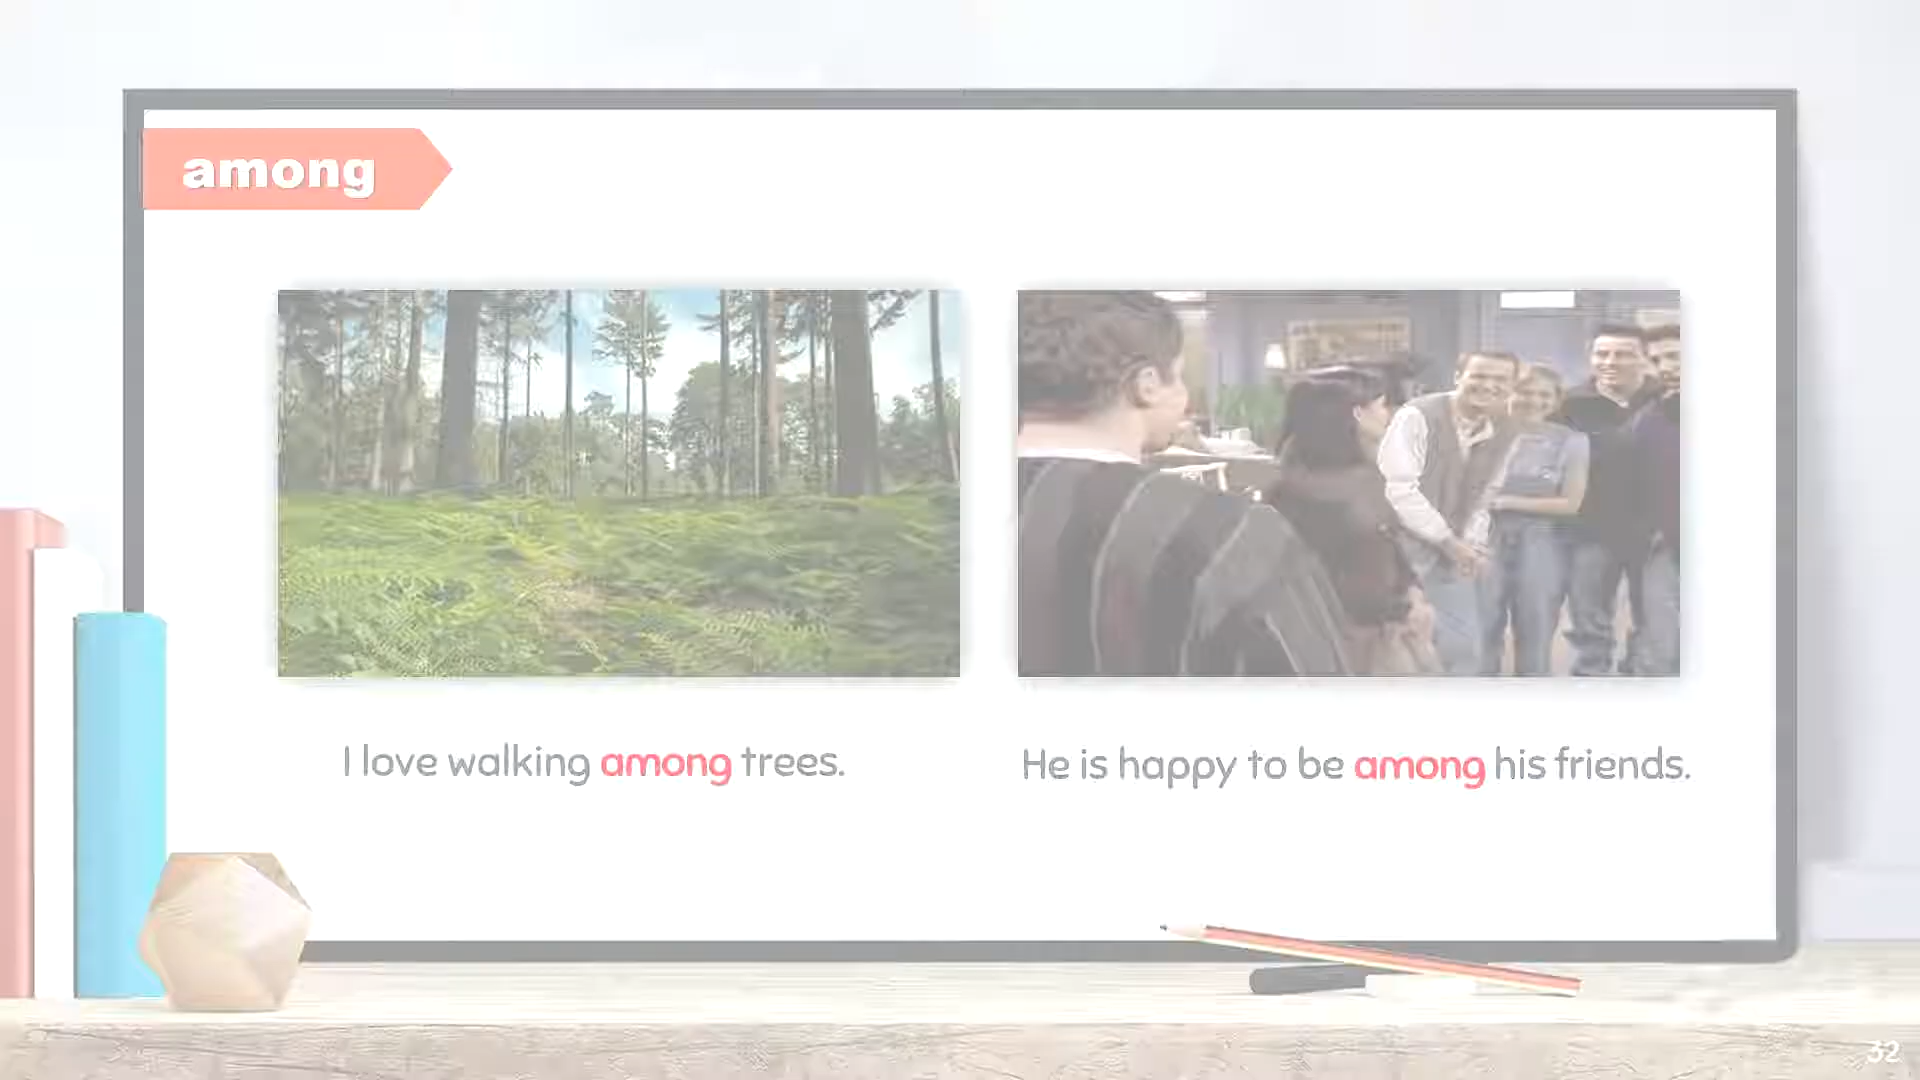 among
I love walking among trees.
He is happy to be among his friends.
32